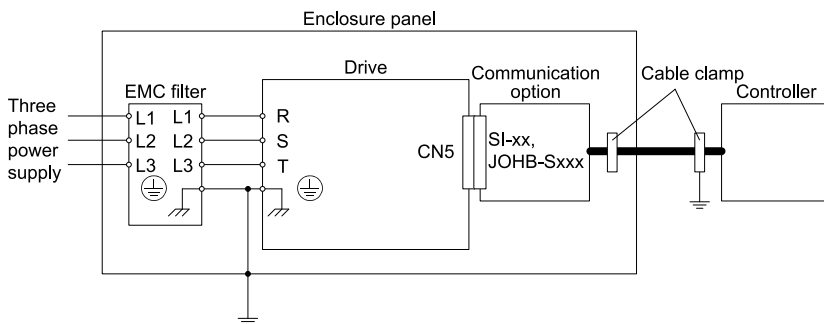 Enclosure panel
Drive
Communication
option
Cable clamp
Controller
EMC filter
Three
phase
power
supply
L1 L1 R
L2 L2 S
L3 L3 T
CN5
SI-xx,
JOHB-Sxxx